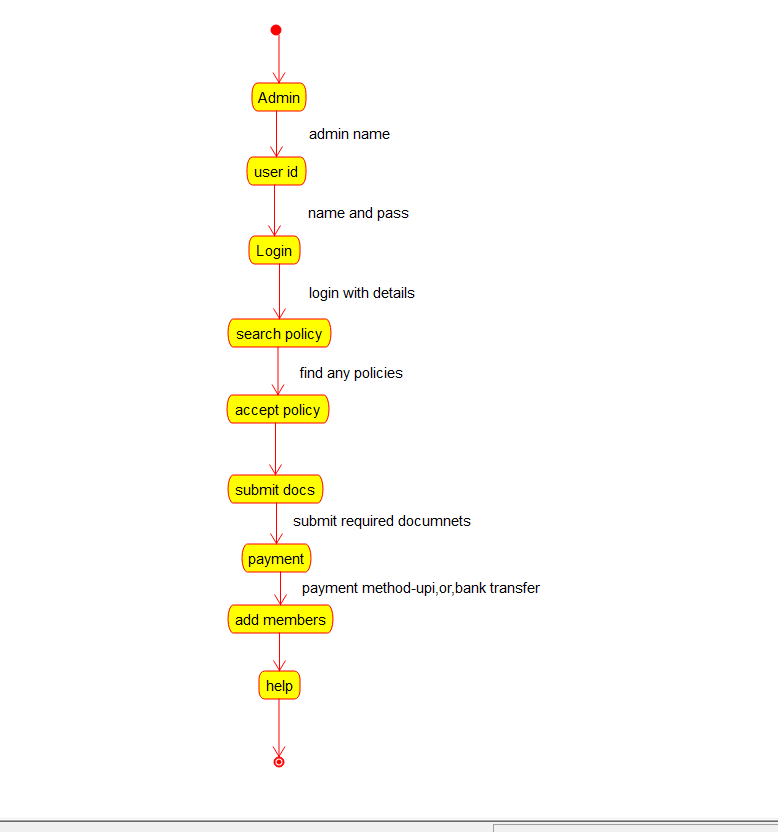 Admin
admin name
user id
name and pass
Login
login with details
search policy
find any policies
accept policy
submit docs
submit required documnets
payment
payment method-upi,or,bank transfer
add members
help